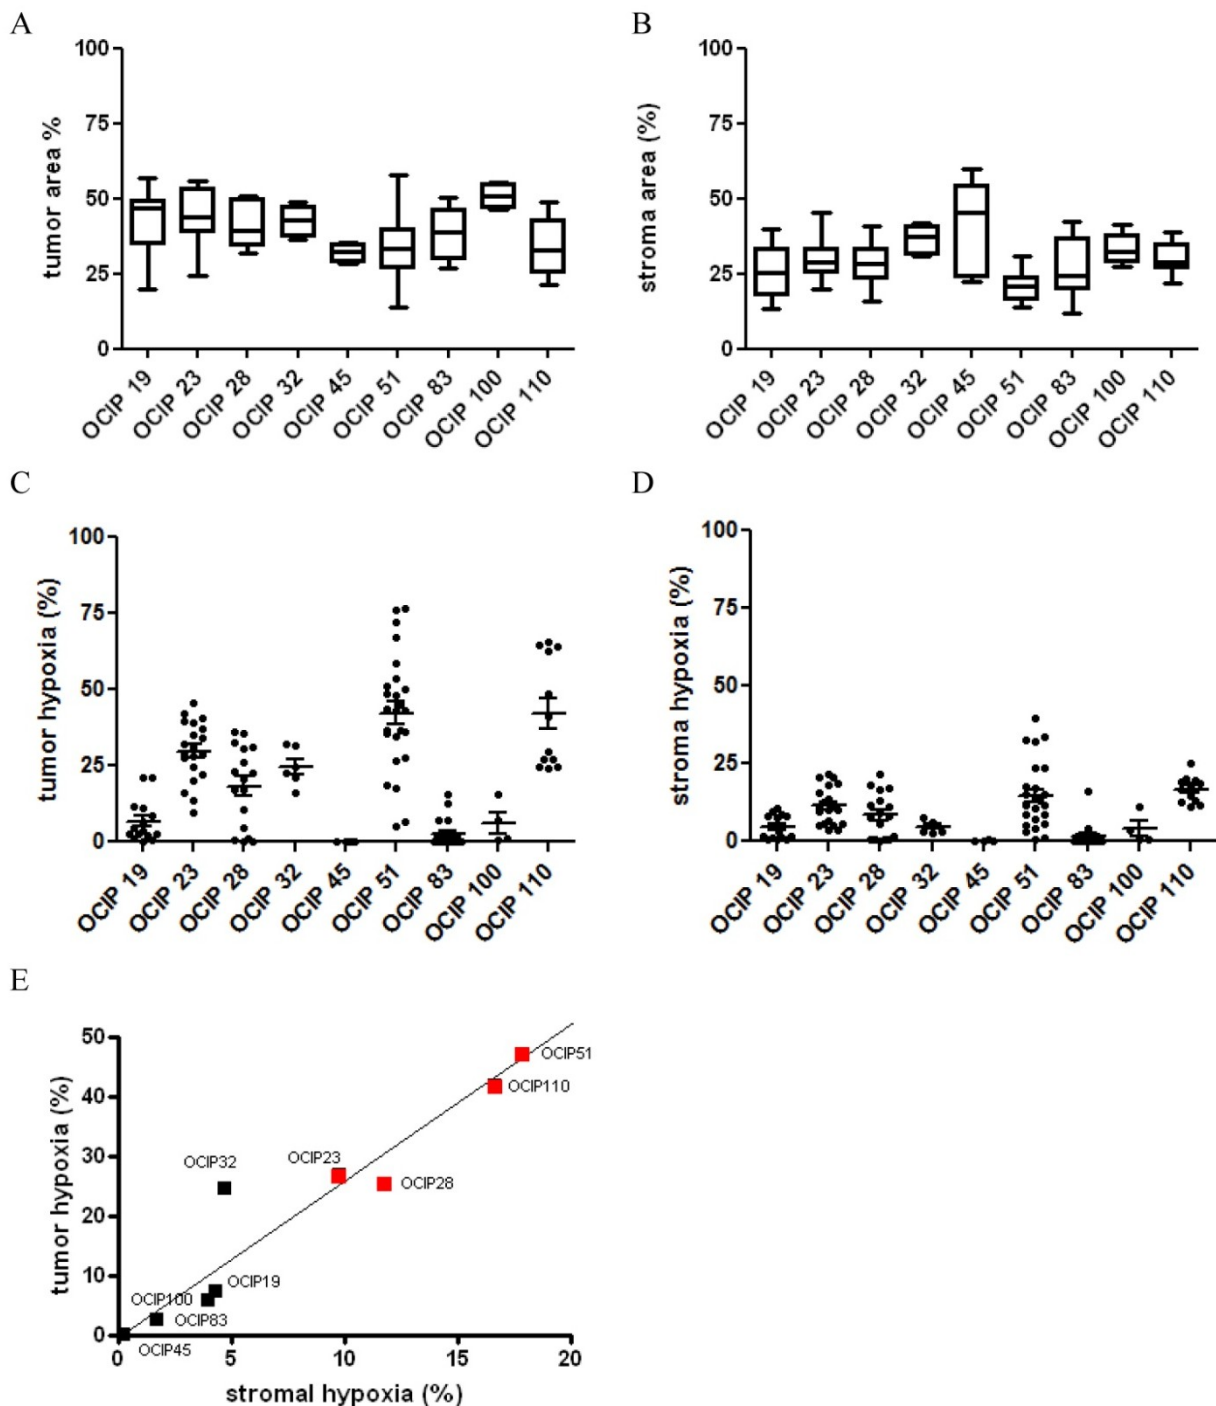 A
tumor area %
100
75
50
25
0
OCIP 19
OCIP 23
OCIP 28
OCIP 32
OCIP 45
OCIP 51
OCIP 83
OCIP 100
OCIP 110
B
stroma area (%)
100
75
50
25
0
OCIP 19
OCIP 23
OCIP 28
OCIP 32
OCIP 45
OCIP 51
OCIP 83
OCIP 100
OCIP 110
C
tumor hypoxia (%)
100
75
50
25
0
OCIP 19
OCIP 23
OCIP 28
OCIP 32
OCIP 45
OCIP 51
OCIP 83
OCIP 100
OCIP 110
D
stroma hypoxia (%)
100
75
50
25
0
OCIP 19
OCIP 23
OCIP 28
OCIP 32
OCIP 45
OCIP 51
OCIP 83
OCIP 100
OCIP 110
E
tumor hypoxia (%)
50
40
30
20
10
0
OCIP51
OCIP110
OCIP23
OCIP32
OCIP28
OCIP19
OCIP100
OCIP83
OCIP45
0
5
10
15
20
stromal hypoxia (%)